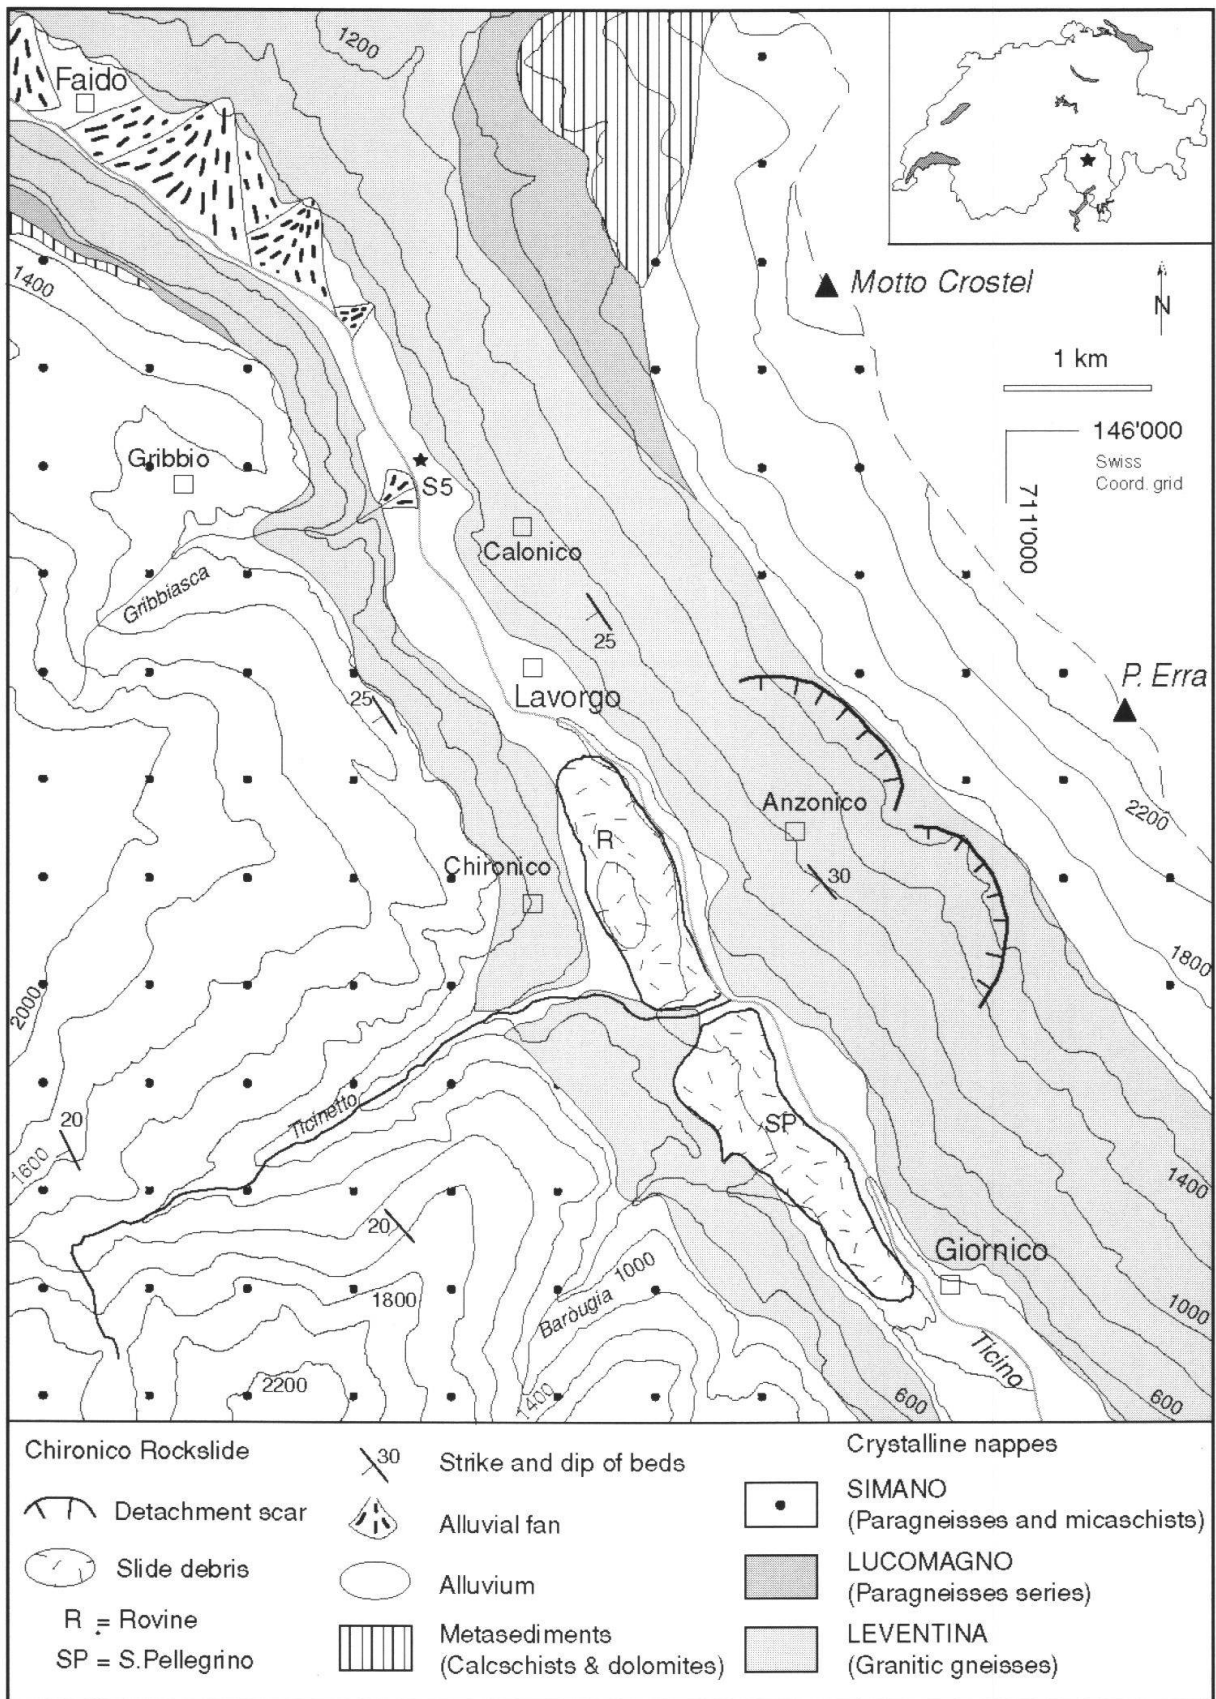 1200
Faido
1400
Motto Crostel
N
1 km
146'000
Swiss
Coord. grid
711'000
Gribbio
S5
Calonico
Gribbiasca
25
25
Lavorgo
P. Erra
Anzonico
2200
R
Chironico
30
1800
2000
Ticinetto
SP
20
1600
1400
20
Giornico
1000
1800
Barougia
1000
Ticino
2200
1400
600
600
Chironico Rockslide
Detachment scar
Slide debris
R = Rovine
SP = S.Pellegrino
30
Strike and dip of beds
Alluvial fan
Alluvium
Metasediments
(Calcschists & dolomites)
Crystalline nappes
SIMANO
(Paragneisses and micaschists)
LUCOMAGNO
(Paragneisses series)
LEVENTINA
(Granitic gneisses)